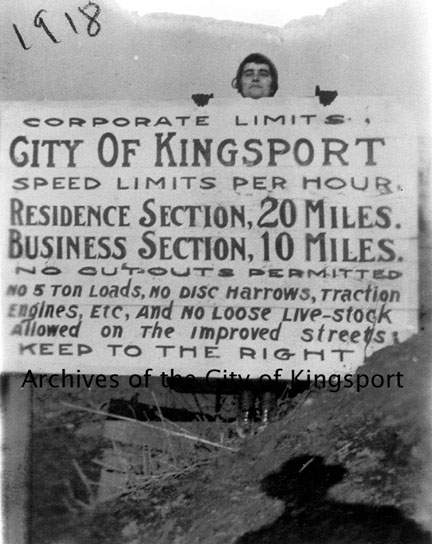 1918
CORPORATE LIMITS.
CITY OF KINGSPORT
SPEED LIMITS PER HOUR.
RESIDENCE SECTION, 20 MILES.
BUSINESS SECTION, 10 MILES.
NO CUT-OUTS PERMITTED
NO 5 TON LOADS, NO DISC HARROWS, TRACTION
ENGINES, ETC, AND NO LOOSE LIVE-STOCK
ALLOWED ON THE IMPROVED STREETS:
KEEP TO THE RIGHT
Archives of the City of Kingsport